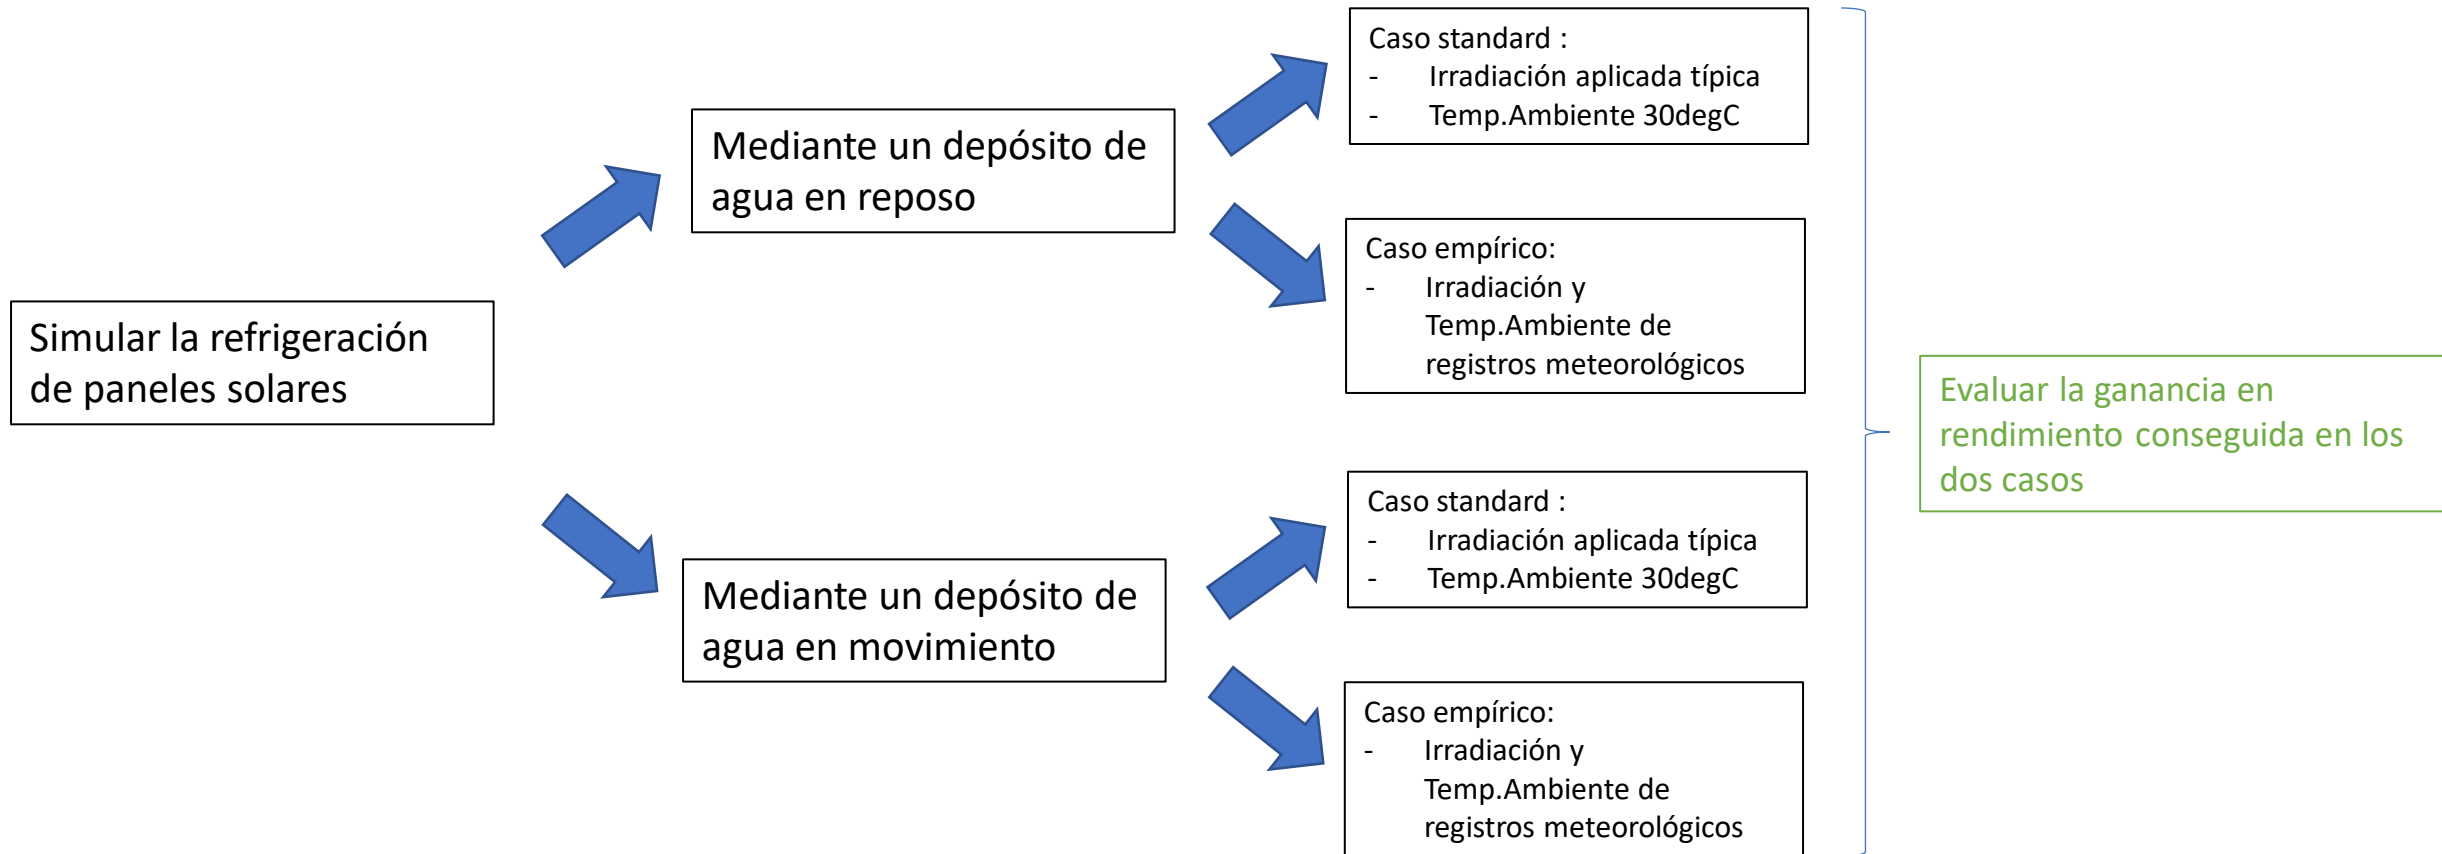 Simular la refrigeración
de paneles solares
Mediante un depósito de
agua en reposo
Caso standard :
- Irradiación aplicada típica
- Temp.Ambiente 30degC
Caso empírico:
- Irradiación y
Temp.Ambiente de
registros meteorológicos
Mediante un depósito de
agua en movimiento
Caso standard :
- Irradiación aplicada típica
- Temp.Ambiente 30degC
Caso empírico:
- Irradiación y
Temp.Ambiente de
registros meteorológicos
Evaluar la ganancia en
rendimiento conseguida en los
dos casos